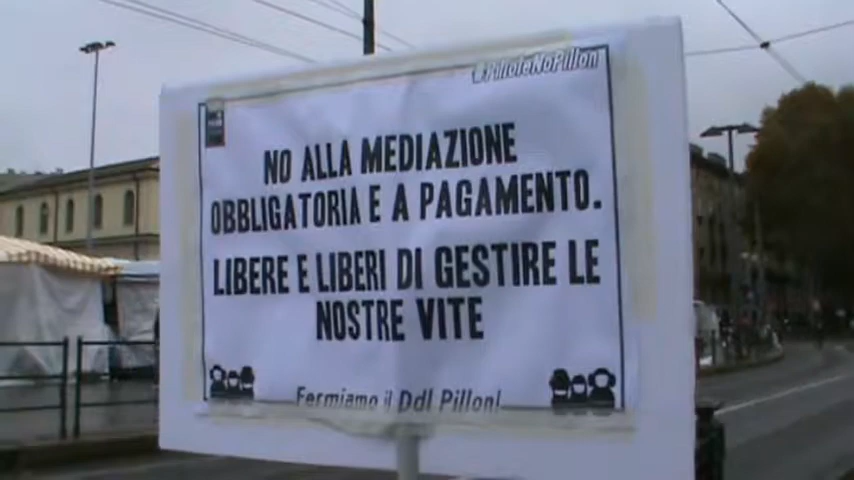 #PilloleNoPillon
NO ALLA MEDIAZIONE
OBBLIGATORIA E A PAGAMENTO.
LIBERE E LIBERI DI GESTIRE LE
NOSTRE VITE
Fermiamo il Ddl Pillon!